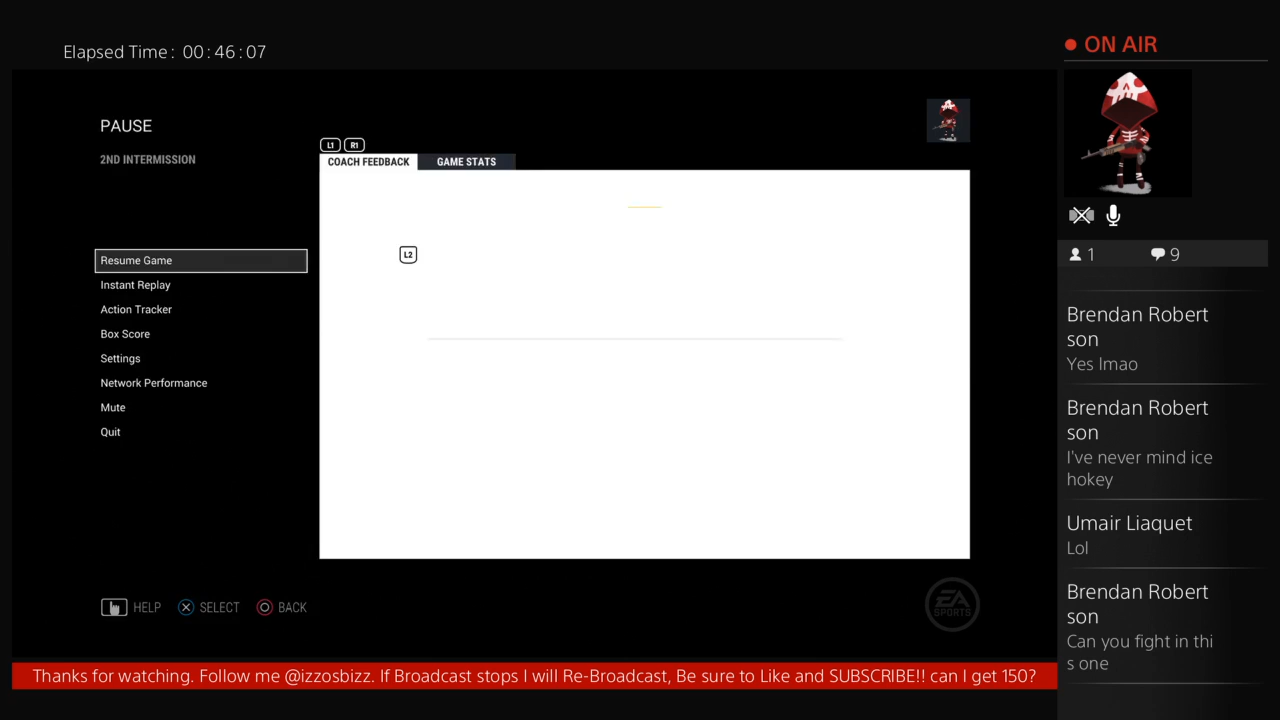 Elapsed Time: 00:46:07
ON AIR
PAUSE
2ND INTERMISSION
L1 R1
COACH FEEDBACK GAME STATS
L2
Resume Game
Instant Replay
Action Tracker
Box Score
Settings
Network Performance
Mute
Quit
HELP SELECT BACK
EA
SPORTS
1 9
Brendan Robert
son
Yes lmao
Brendan Robert
son
I've never mind ice
hokey
Umair Liaquet
Lol
Brendan Robert
son
Can you fight in thi
s one
Thanks for watching. Follow me @izzosbizz. If Broadcast stops I will Re-Broadcast, Be sure to Like and SUBSCRIBE!! can I get 150?